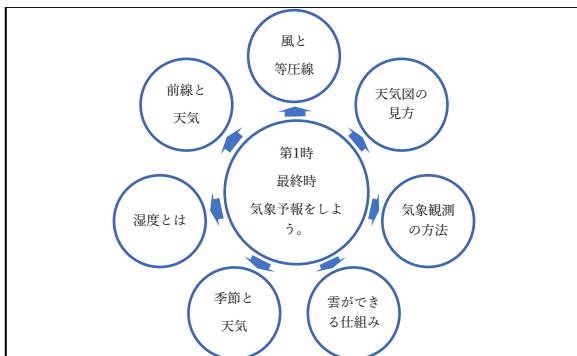 風と
等圧線
天気図の
見方
気象観測
の方法
雲ができ
る仕組み
季節と
天気
湿度とは
前線と
天気
第1時
最終時
気象予報をしよ
う。